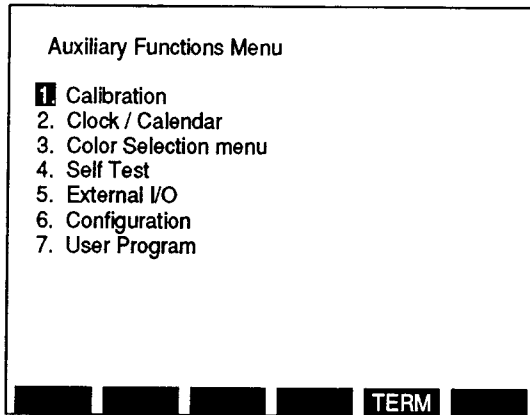 Auxiliary Functions Menu
1. Calibration
2. Clock / Calendar
3. Color Selection menu
4. Self Test
5. External I/O
6. Configuration
7. User Program
TERM